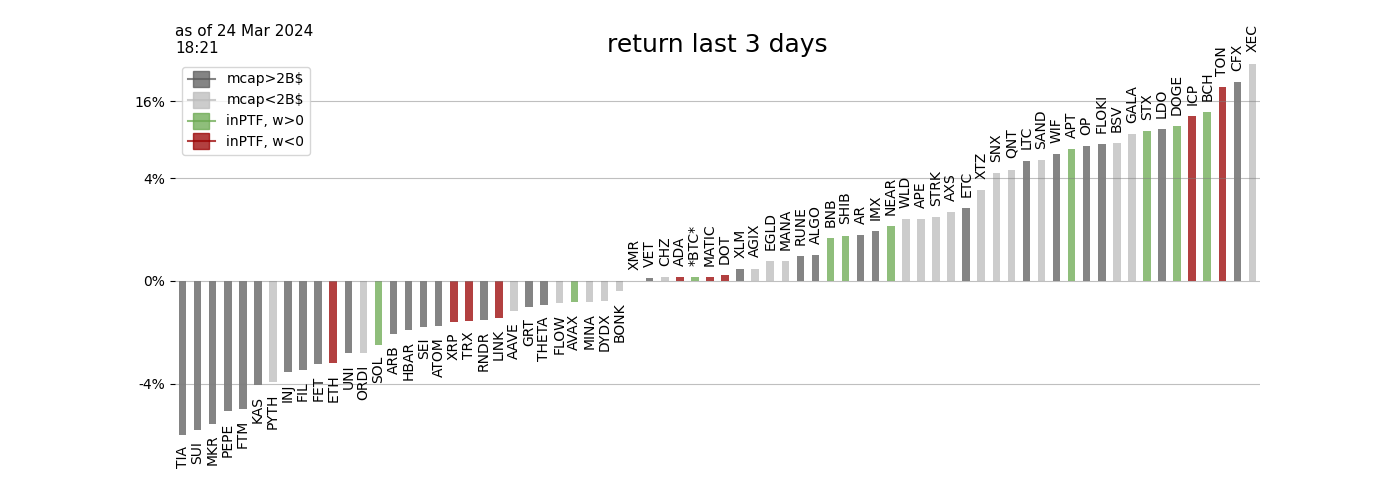 as of 24 Mar 2024
18:21
return last 3 days
mcap>2B$
mcap<2B$
inPTF, w>0
inPTF, w<0
16%
4%
0%
-4%
TIA
SUI
MKR
PEPE
FTM
KAS
PYTH
INJ
FIL
FET
ETH
UNI
ORDI
SOL
ARB
HBAR
SEI
ATOM
XRP
TRX
RNDR
LINK
AAVE
GRT
THETA
FLOW
AVAX
MINA
DYDX
BONK
XMR
VET
CHZ
ADA
*BTC*
MATIC
DOT
XLM
AGIX
EGLD
MANA
RUNE
ALGO
BNB
SHIB
AR
IMX
NEAR
WLD
APE
STRK
AXS
ETC
XTZ
SNX
QNT
LTC
SAND
WIF
APT
OP
FLOKI
BSV
GALA
STX
LDO
DOGE
ICP
BCH
TON
CFX
XEC